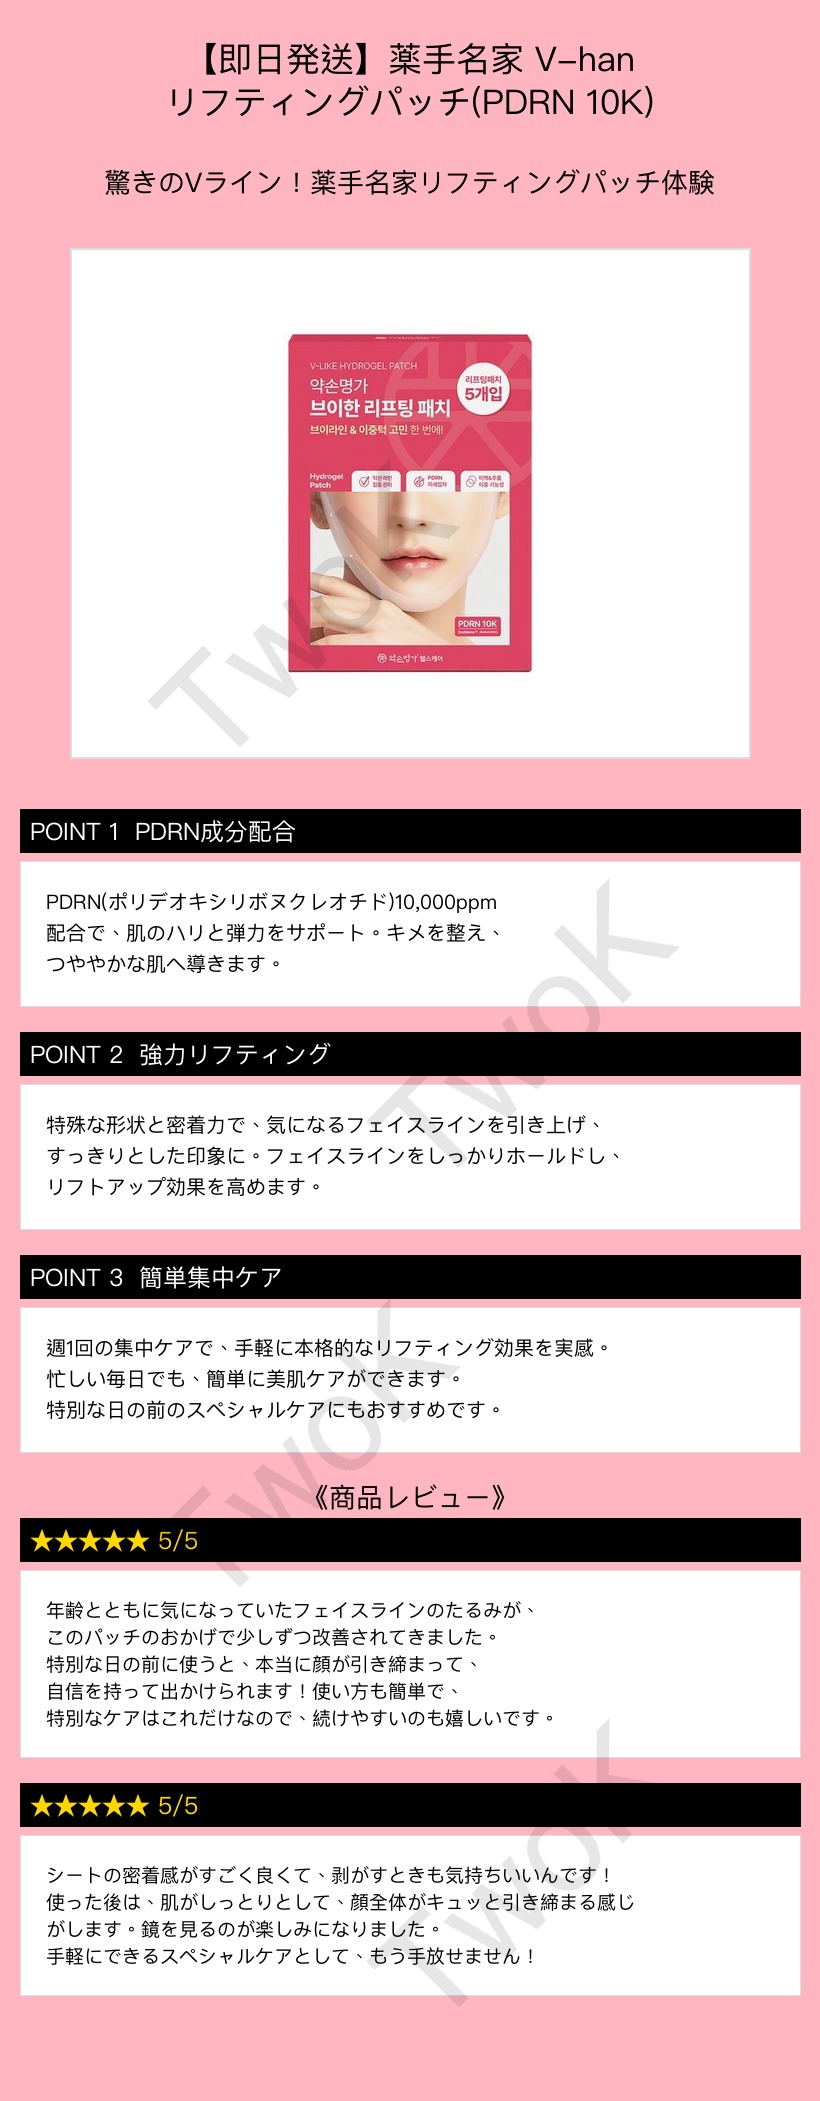 【即日発送】薬手名家 V-han
リフティングパッチ(PDRN 10K)
驚きのVライン！薬手名家リフティングパッチ体験
V-LIKE HYDROGEL PATCH
약손명가
브이한 리프팅 패치
브이라인 & 이중턱 고민 한 번에!
리프팅패치
5개입
Hydrogel
Patch
턱선 라인
집중 관리
PDRN
미세입자
미백&주름
이중 기능성
PDRN 10K
약손명가 헬스케어
TwoK
POINT 1 PDRN成分配合
PDRN(ポリデオキシリボヌクレオチド)10,000ppm
配合で、肌のハリと弾力をサポート。キメを整え、
つややかな肌へ導きます。
TwoK
POINT 2 強力リフティング
特殊な形状と密着力で、気になるフェイスラインを引き上げ、
すっきりとした印象に。フェイスラインをしっかりホールドし、
リフトアップ効果を高めます。
POINT 3 簡単集中ケア
週1回の集中ケアで、手軽に本格的なリフティング効果を実感。
忙しい毎日でも、簡単に美肌ケアができます。
特別な日の前のスペシャルケアにもおすすめです。
TwoK
《商品レビュー》
★★★★★ 5/5
年齢とともに気になっていたフェイスラインのたるみが、
このパッチのおかげで少しずつ改善されてきました。
特別な日の前に使うと、本当に顔が引き締まって、
自信を持って出かけられます！使い方も簡単で、
特別なケアはこれだけなので、続けやすいのも嬉しいです。
★★★★★ 5/5
シートの密着感がすごく良くて、剥がすときも気持ちいいんです！
使った後は、肌がしっとりとして、顔全体がキュッと引き締まる感じ
がします。鏡を見るのが楽しみになりました。
手軽にできるスペシャルケアとして、もう手放せません！
TwoK